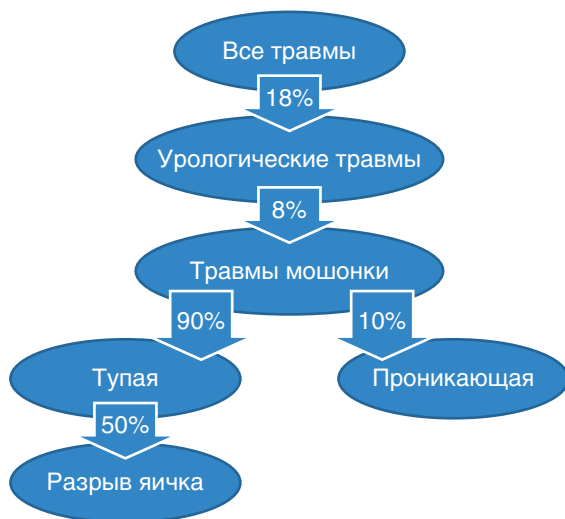 Все травмы
18%
Урологические травмы
8%
Травмы мошонки
90%
10%
Тупая
Проникающая
50%
Разрыв яичка